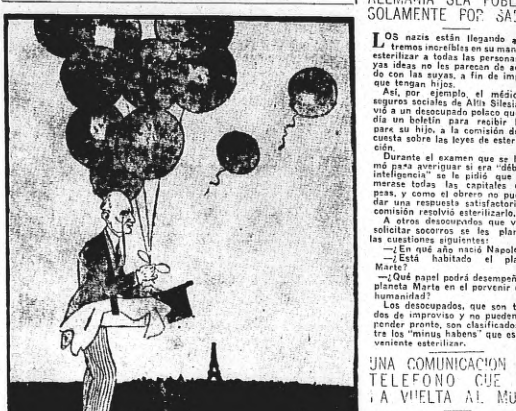 ALEMANIA SEA POBL
SOLAMENTE POR SA
LOS nazis están llegando a
tremos increíbles en su man
esterilizar a todas las persona
yas ideas no les parecen de a
do con las suyas, a fin de im
que tengan hijos.
Así, por ejemplo, el médic
seguros sociales de Alti Silesia
vió a un desocupado polaco qu
día un boletín para recibir
para su hijo, a la comisión de
cuesta sobre las leyes de ester
ción.
Durante el examen que se l
mó para averiguar si era "déb
inteligencia" se le pidió que
merase todas las capitales
peas, y como el obrero no pu
dar una respuesta satisfactori
comisión resolvió esterilizarlo.
A otros desocupados que v
solicitar socorros se les plan
las cuestiones siguientes:
—¿En qué año nació Napole
—¿Está habitado el pla
Marte?
—¿Qué papel podrá desempeñ
planeta Marte en el porvenir
humanidad?
Los desocupados, que son t
dos de improviso y no pueden
ponder pronto, son clasificado
tre los "minus habens" que es
veniente esterilizar.
UNA COMUNICACION
TELEFONO QUE
LA VUELTA AL MU